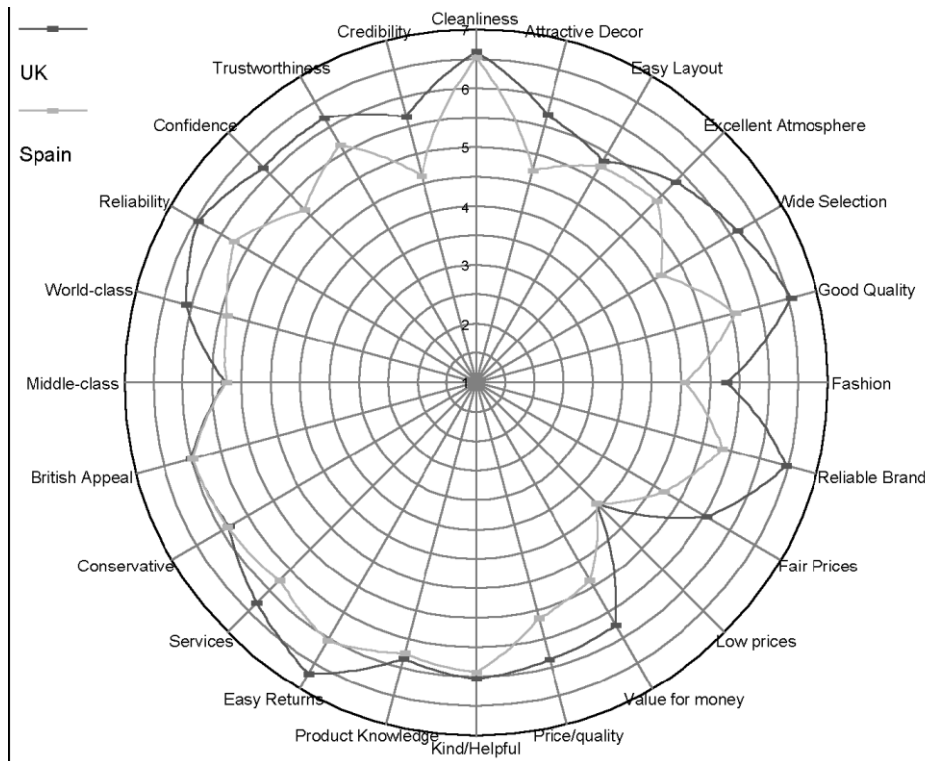 UK
Spain
Cleanliness
Attractive Decor
Easy Layout
Excellent Atmosphere
Wide Selection
Good Quality
Fashion
Reliable Brand
Fair Prices
Low prices
Value for money
Price/quality
Kind/Helpful
Product Knowledge
Easy Returns
Services
Conservative
British Appeal
Middle-class
World-class
Reliability
Confidence
Trustworthiness
Credibility
7
6
5
4
3
2
1